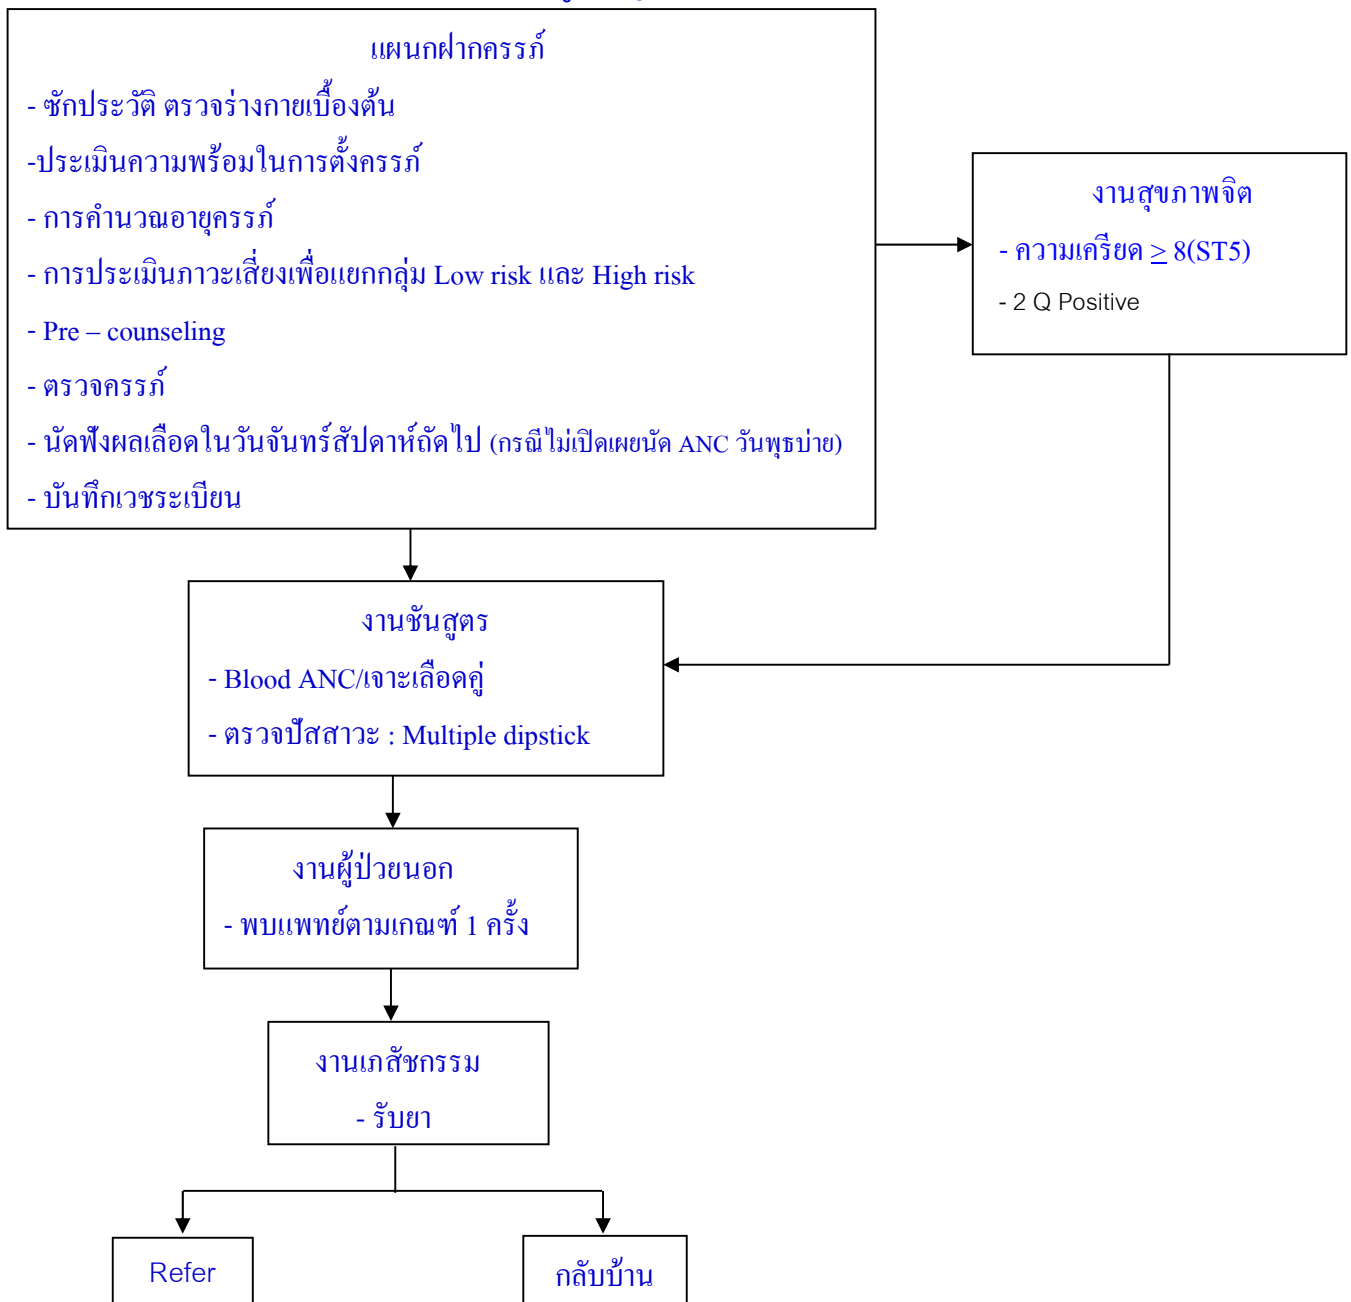 แผนกฝากครรภ์
- ซักประวัติ ตรวจร่างกายเบื้องต้น
-ประเมินความพร้อมในการตั้งครรภ์
- การคำนวณอายุครรภ์
- การประเมินภาวะเสี่ยงเพื่อแยกกลุ่ม Low risk และ High risk
- Pre – counseling
- ตรวจครรภ์
- นัดฟังผลเลือดในวันจันทร์สัปดาห์ถัดไป (กรณีไม่เปิดเผยนัด ANC วันพุธบ่าย)
- บันทึกเวชระเบียน
งานสุขภาพจิต
- ความเครียด ≥ 8(ST5)
- 2 Q Positive
งานชันสูตร
- Blood ANC/เจาะเลือดคู่
- ตรวจปัสสาวะ : Multiple dipstick
งานผู้ป่วยนอก
- พบแพทย์ตามเกณฑ์ 1 ครั้ง
งานเภสัชกรรม
- รับยา
Refer
กลับบ้าน